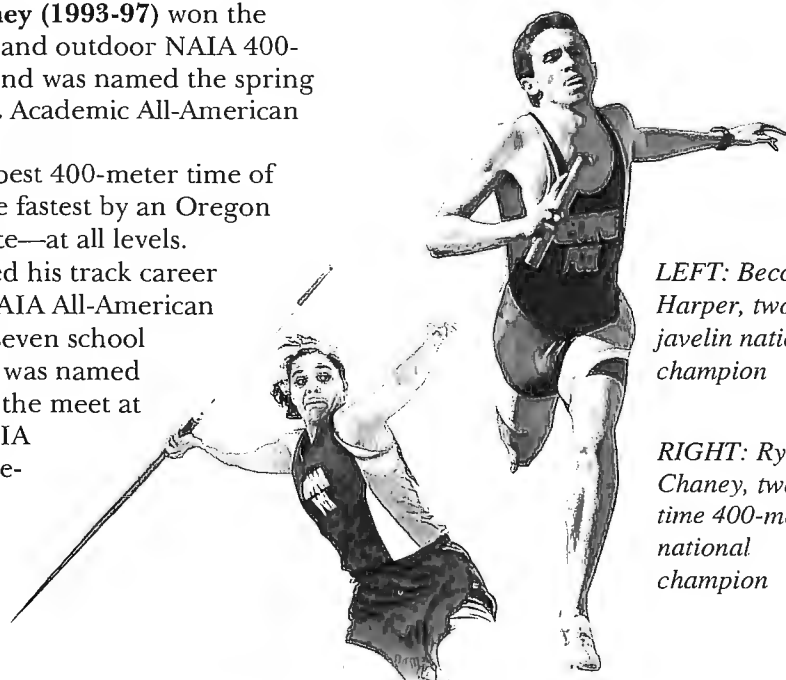 ney (1993-97) won the
and outdoor NAIA 400-
nd was named the spring
. Academic All-American
best 400-meter time of
e fastest by an Oregon
te—at all levels.
ed his track career
AIA All-American
even school
was named
the meet at
IA
e-
LEFT: Bec
Harper, two
javelin natio
champion
RIGHT: Ry
Chaney, two
time 400-m
national
champion